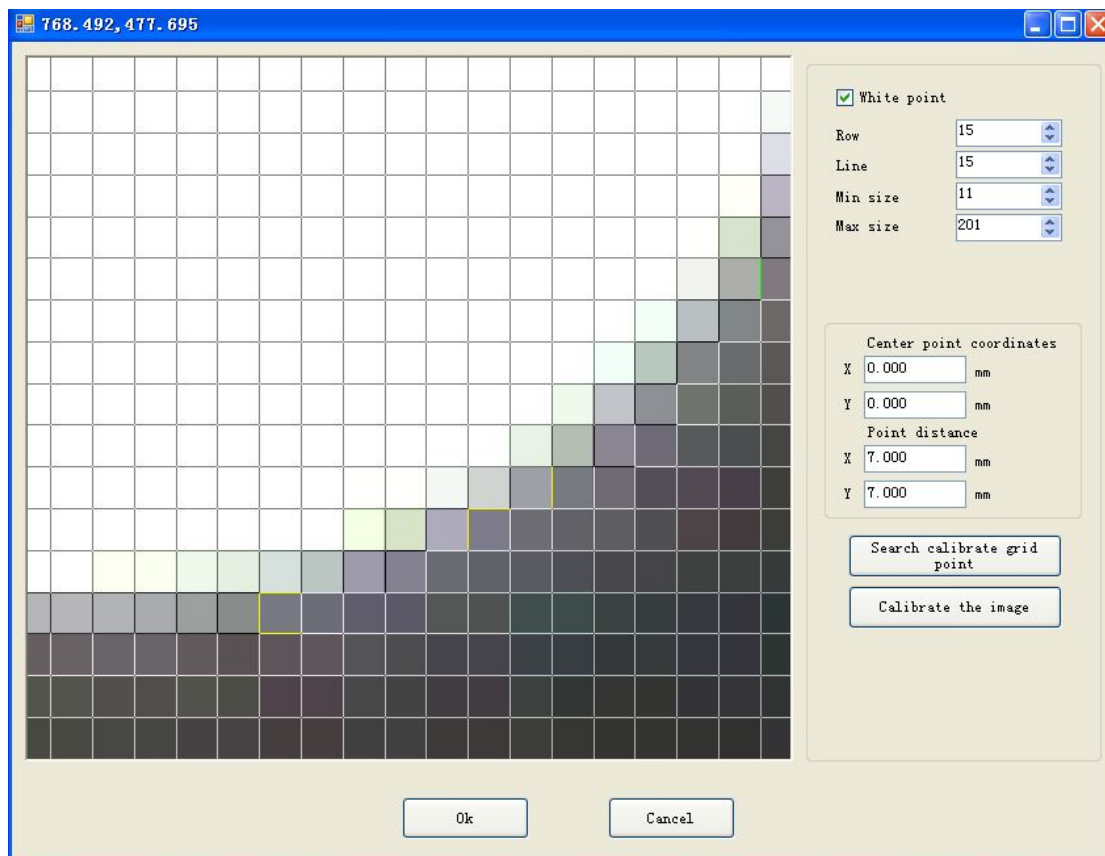 768.492,477.695
White point
Row 15
Line 15
Min size 11
Max size 201
Center point coordinates
X 0.000 mm
Y 0.000 mm
Point distance
X 7.000 mm
Y 7.000 mm
Search calibrate grid
point
Calibrate the image
Ok Cancel